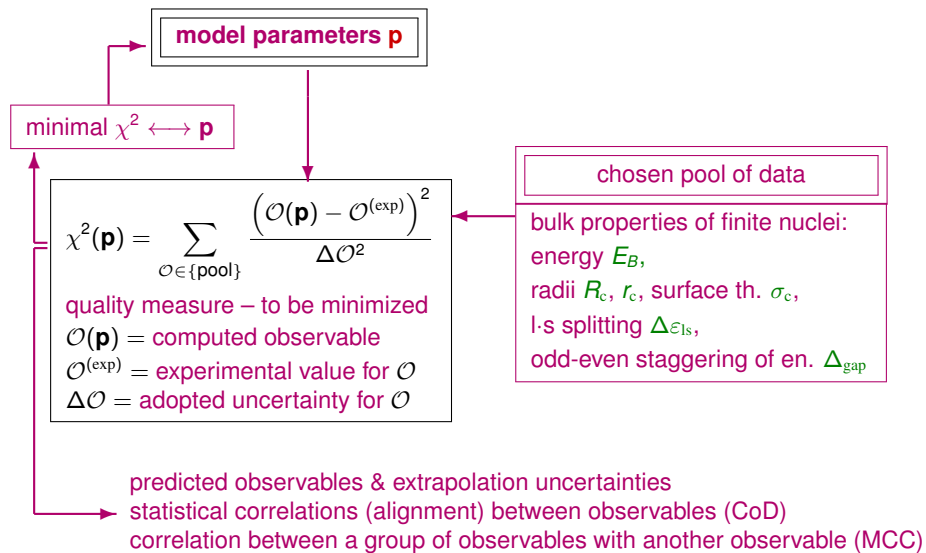 model parameters p
minimal χ² ⟷ p
chosen pool of data
χ²(p) = ∑_{𝒪∈{pool}} (𝒪(p) − 𝒪^(exp))² / Δ𝒪²
quality measure – to be minimized
𝒪(p) = computed observable
𝒪^(exp) = experimental value for 𝒪
Δ𝒪 = adopted uncertainty for 𝒪
bulk properties of finite nuclei:
energy E_B,
radii R_c, r_c, surface th. σ_c,
l·s splitting Δε_ls,
odd-even staggering of en. Δ_gap
predicted observables & extrapolation uncertainties
statistical correlations (alignment) between observables (CoD)
correlation between a group of observables with another observable (MCC)